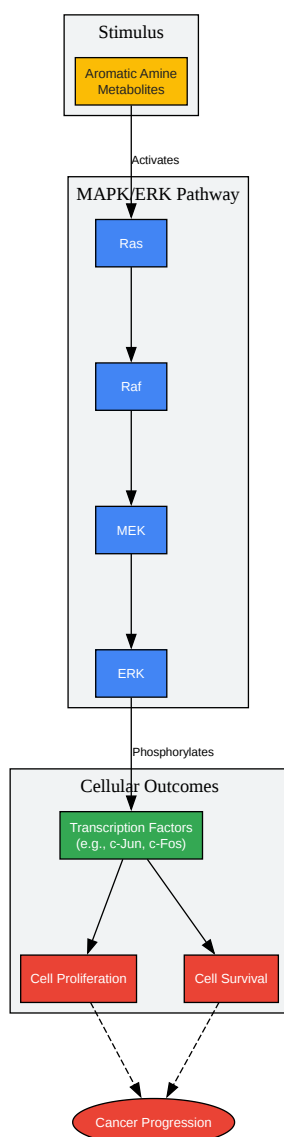 Stimulus
Aromatic Amine
Metabolites
Activates
MAPK/ERK Pathway
Ras
Raf
MEK
ERK
Phosphorylates
Cellular Outcomes
Transcription Factors
(e.g., c-Jun, c-Fos)
Cell Proliferation
Cell Survival
Cancer Progression